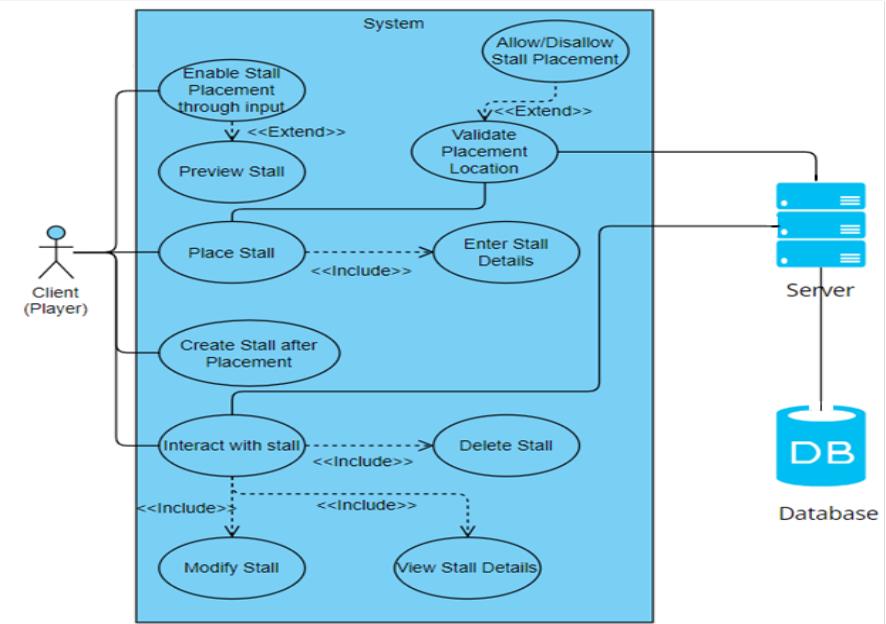 System
Allow/Disallow
Stall Placement
Enable Stall
Placement
through input
<<Extend>>
<<Extend>>
Validate
Placement
Location
Preview Stall
Place Stall
<<Include>>
Enter Stall
Details
Client
(Player)
Server
Create Stall after
Placement
Interact with stall
<<Include>>
Delete Stall
DB
Database
<<Include>>
<<Include>>
Modify Stall
View Stall Details